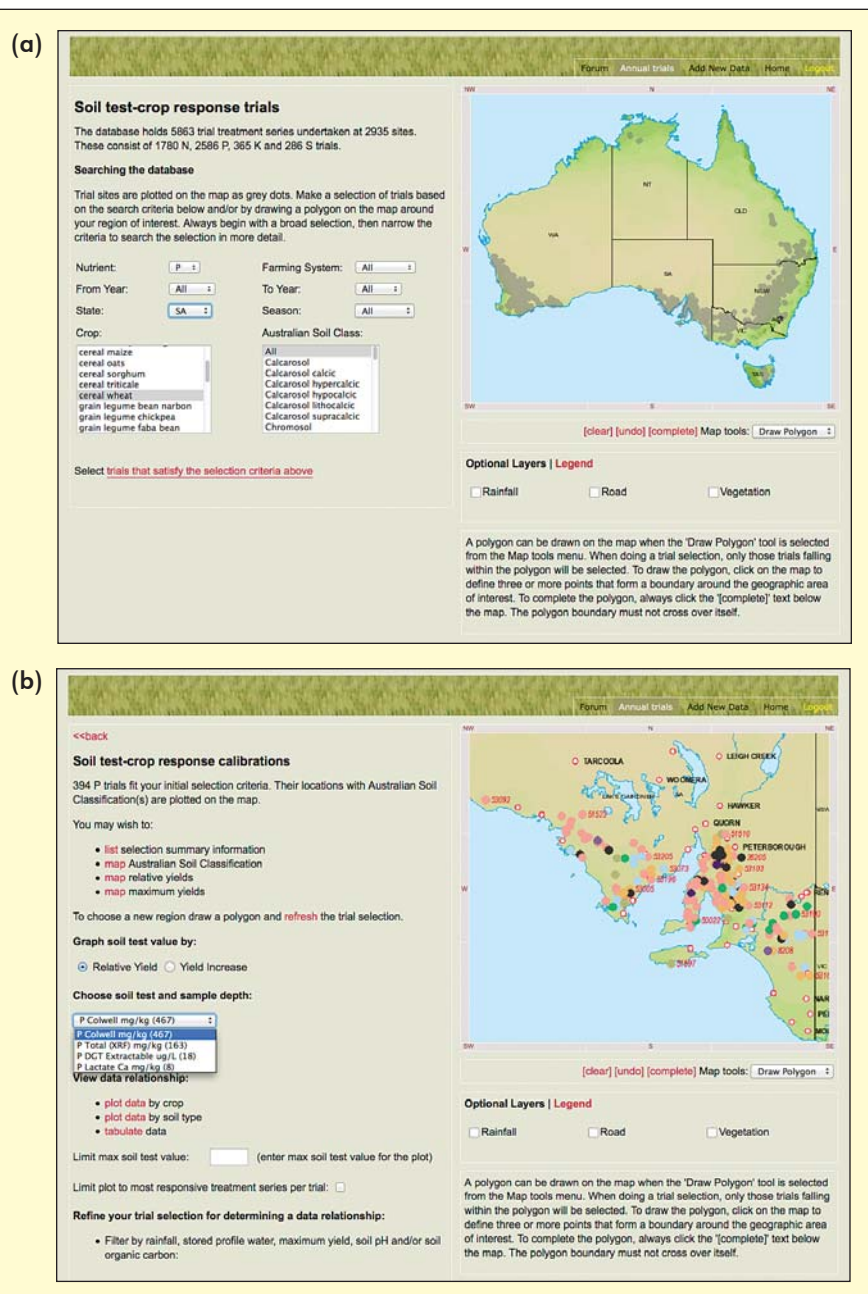 (a)
Forum Annual trials Add New Data Home Logout
Soil test-crop response trials
The database holds 5863 trial treatment series undertaken at 2935 sites.
These consist of 1780 N, 2586 P, 365 K and 286 S trials.
Searching the database
Trial sites are plotted on the map as grey dots. Make a selection of trials based
on the search criteria below and/or by drawing a polygon on the map around
your region of interest. Always begin with a broad selection, then narrow the
criteria to search the selection in more detail.
Nutrient: P Farming System: All
From Year: All To Year: All
State: SA Season: All
Crop: Australian Soil Class:
cereal maize
cereal oats
cereal sorghum
cereal triticale
cereal wheat
grain legume bean narbon
grain legume chickpea
grain legume faba bean
All
Calcarosol
Calcarosol calcic
Calcarosol hypercalcic
Calcarosol hypocalcic
Calcarosol lithocalcic
Calcarosol supracalcic
Chromosol
Select trials that satisfy the selection criteria above
NW N NE
NT
QLD
WA
W E
SA
NSW
VIC
TAS
SW S SE
[clear] [undo] [complete] Map tools: Draw Polygon
Optional Layers | Legend
Rainfall Road Vegetation
A polygon can be drawn on the map when the 'Draw Polygon' tool is selected
from the Map tools menu. When doing a trial selection, only those trials falling
within the polygon will be selected. To draw the polygon, click on the map to
define three or more points that form a boundary around the geographic area
of interest. To complete the polygon, always click the '[complete]' text below
the map. The polygon boundary must not cross over itself.
(b)
Forum Annual trials Add New Data Home Logout
<<back
Soil test-crop response calibrations
394 P trials fit your initial selection criteria. Their locations with Australian Soil
Classification(s) are plotted on the map.
You may wish to:
• list selection summary information
• map Australian Soil Classification
• map relative yields
• map maximum yields
To choose a new region draw a polygon and refresh the trial selection.
Graph soil test value by:
Relative Yield Yield Increase
Choose soil test and sample depth:
P Colwell mg/kg (467)
P Colwell mg/kg (467)
P Total (XRF) mg/kg (163)
P DGT Extractable ug/L (18)
P Lactate Ca mg/kg (8)
View data relationship:
• plot data by crop
• plot data by soil type
• tabulate data
Limit max soil test value: (enter max soil test value for the plot)
Limit plot to most responsive treatment series per trial:
Refine your trial selection for determining a data relationship:
• Filter by rainfall, stored profile water, maximum yield, soil pH and/or soil
organic carbon:
NW N NE
TARCOOLA
LEIGH CREEK
WOOMERA
HAWKER
QUORN
PETERBOROUGH
W
VIC
SW S SE
[clear] [undo] [complete] Map tools: Draw Polygon
Optional Layers | Legend
Rainfall Road Vegetation
A polygon can be drawn on the map when the 'Draw Polygon' tool is selected
from the Map tools menu. When doing a trial selection, only those trials falling
within the polygon will be selected. To draw the polygon, click on the map to
define three or more points that form a boundary around the geographic area
of interest. To complete the polygon, always click the '[complete]' text below
the map. The polygon boundary must not cross over itself.